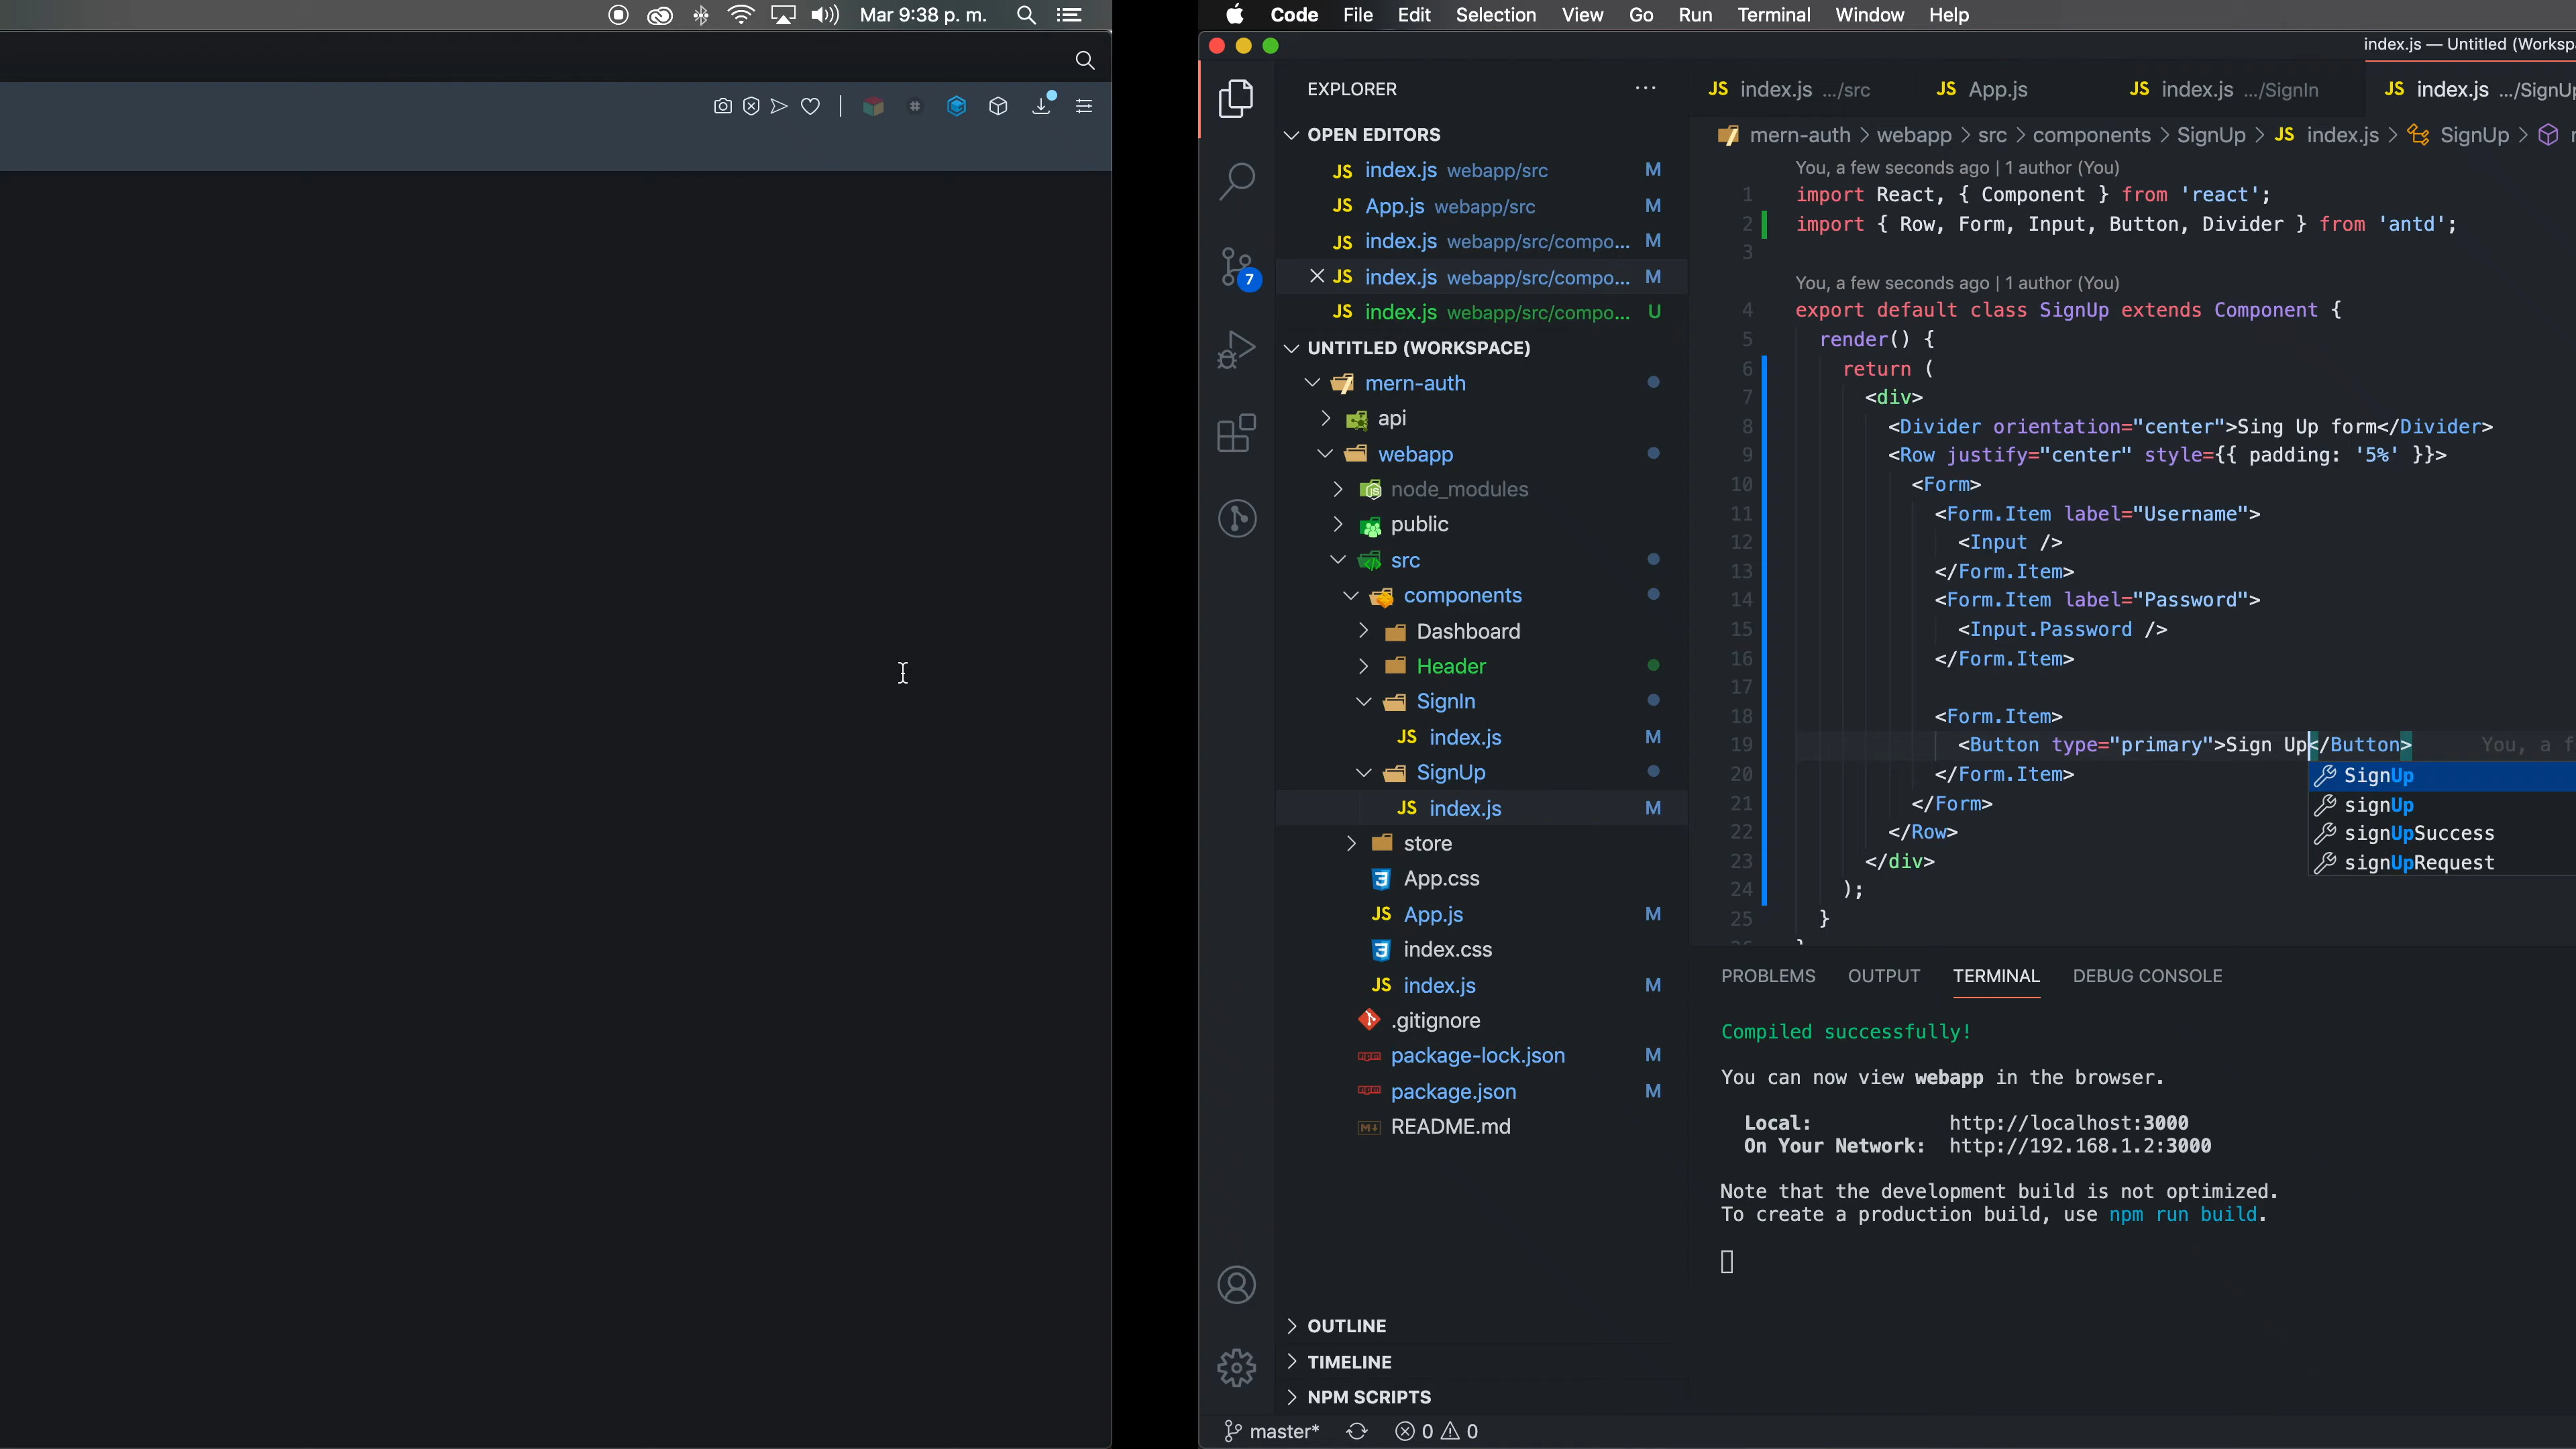 Mar 9:38 p. m.
Code File Edit Selection View Go Run Terminal Window Help
index.js — Untitled (Worksp
EXPLORER
OPEN EDITORS
JS index.js webapp/src M
JS App.js webapp/src M
JS index.js webapp/src/compo... M
JS index.js webapp/src/compo... M
JS index.js webapp/src/compo... U
7
UNTITLED (WORKSPACE)
mern-auth
api
webapp
node_modules
public
src
components
Dashboard
Header
SignIn
JS index.js M
SignUp
JS index.js M
store
App.css
JS App.js M
index.css
JS index.js M
.gitignore
package-lock.json M
package.json M
README.md
OUTLINE
TIMELINE
NPM SCRIPTS
master* 0 0
JS index.js .../src JS App.js JS index.js .../SignIn JS index.js .../SignUp
mern-auth > webapp > src > components > SignUp > JS index.js > SignUp >
You, a few seconds ago | 1 author (You)
1 import React, { Component } from 'react';
2 import { Row, Form, Input, Button, Divider } from 'antd';
3
You, a few seconds ago | 1 author (You)
4 export default class SignUp extends Component {
5 render() {
6 return (
7 <div>
8 <Divider orientation="center">Sing Up form</Divider>
9 <Row justify="center" style={{ padding: '5%' }}>
10 <Form>
11 <Form.Item label="Username">
12 <Input />
13 </Form.Item>
14 <Form.Item label="Password">
15 <Input.Password />
16 </Form.Item>
17
18 <Form.Item>
19 <Button type="primary">Sign Up</Button> You, a f
20 </Form.Item>
21 </Form>
22 </Row>
23 </div>
24 );
25 }
SignUp
signUp
signUpSuccess
signUpRequest
PROBLEMS OUTPUT TERMINAL DEBUG CONSOLE
Compiled successfully!
You can now view webapp in the browser.
Local: http://localhost:3000
On Your Network: http://192.168.1.2:3000
Note that the development build is not optimized.
To create a production build, use npm run build.